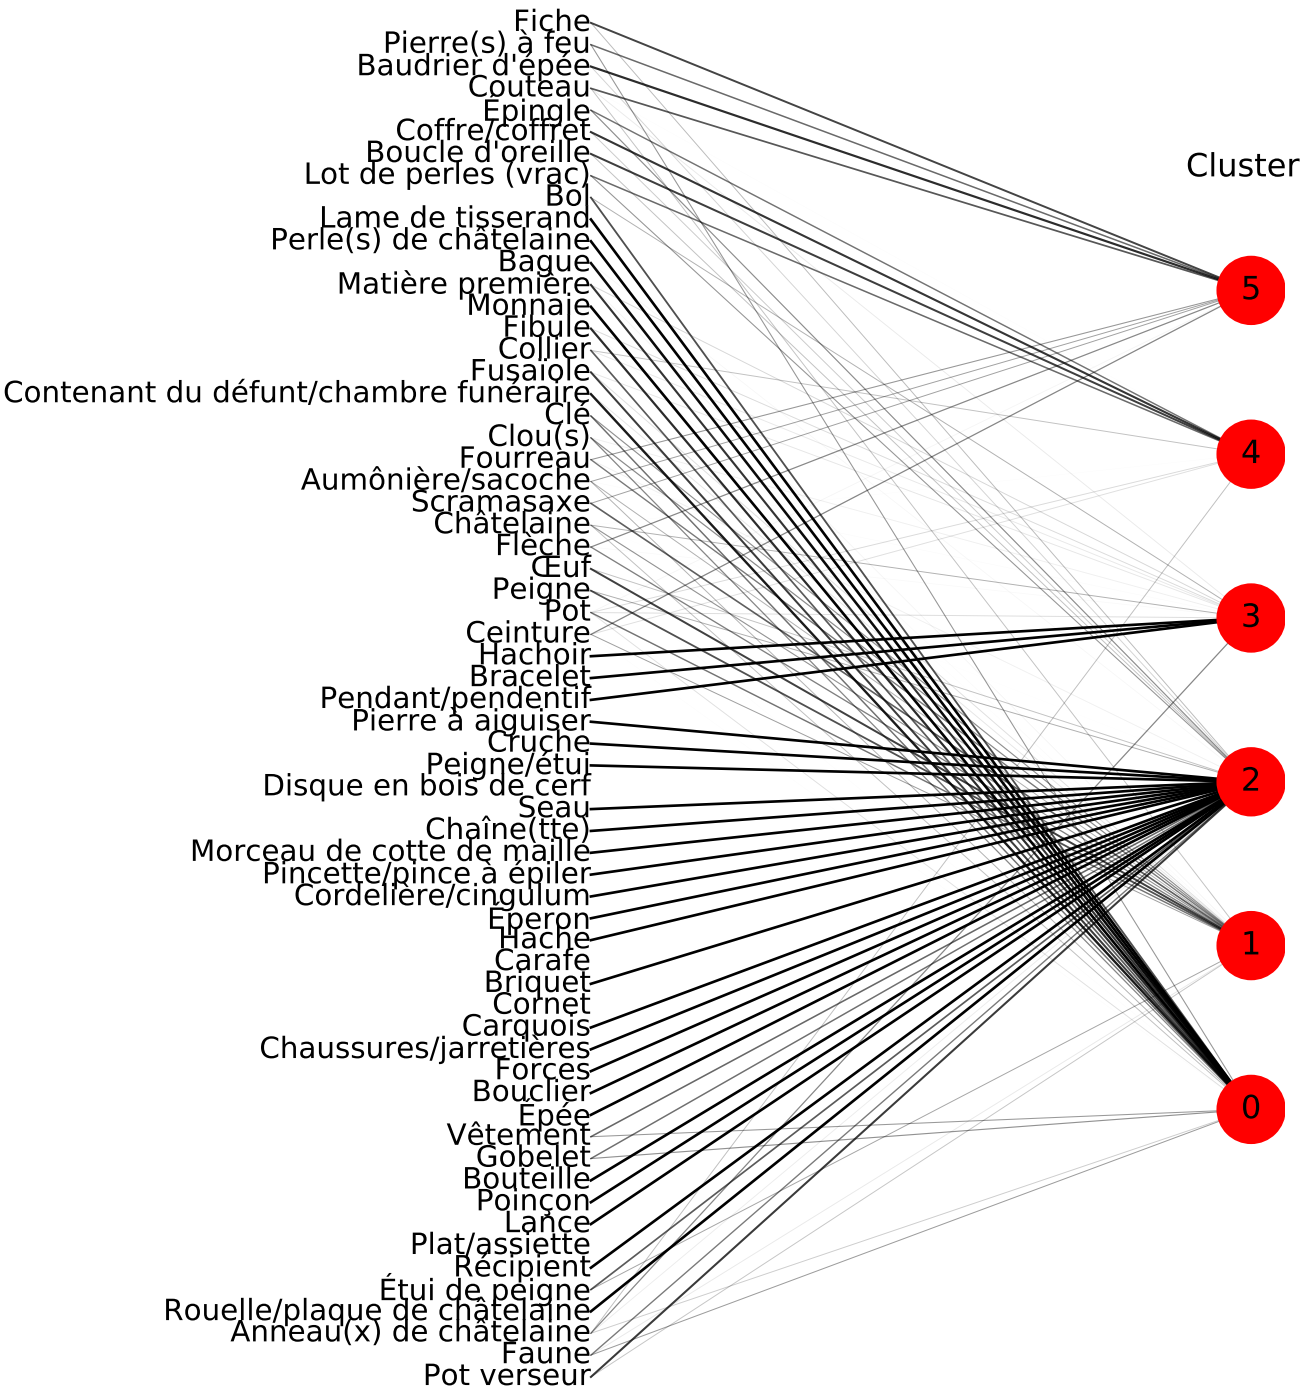 Fiche
Pierre(s) à feu
Baudrier d'épée
Couteau
Épingle
Coffre/coffret
Boucle d'oreille
Lot de perles (vrac)
Bol
Lame de tisserand
Perle(s) de châtelaine
Bague
Matière première
Monnaie
Fibule
Collier
Fusaïole
Contenant du défunt/chambre funéraire
Clé
Clou(s)
Fourreau
Aumônière/sacoche
Scramasaxe
Châtelaine
Flèche
Œuf
Peigne
Pot
Ceinture
Hachoir
Bracelet
Pendant/pendentif
Pierre à aiguiser
Cruche
Peigne/étui
Disque en bois de cerf
Seau
Chaîne(tte)
Morceau de cotte de maille
Pincette/pince à épiler
Cordelière/cingulum
Éperon
Hache
Carafe
Briquet
Cornet
Carquois
Chaussures/jarretières
Forces
Bouclier
Épée
Vêtement
Gobelet
Bouteille
Poinçon
Lance
Plat/assiette
Récipient
Étui de peigne
Rouelle/plaque de châtelaine
Anneau(x) de châtelaine
Faune
Pot verseur
Cluster
5
4
3
2
1
0